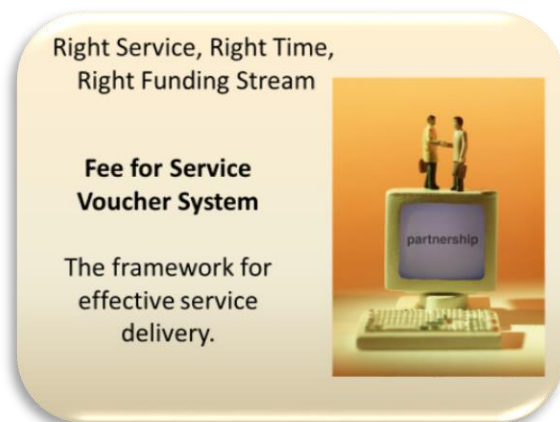 Right Service, Right Time,
Right Funding Stream
Fee for Service
Voucher System
The framework for
effective service
delivery.
partnership